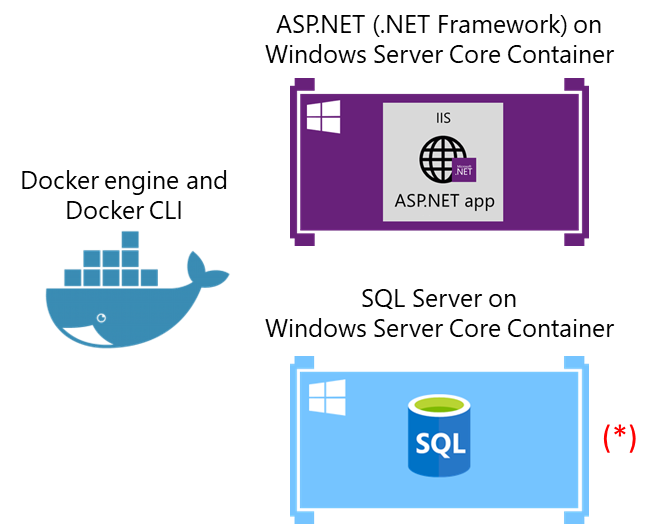 ASP.NET (.NET Framework) on
Windows Server Core Container
IIS
Microsoft
.NET
ASP.NET app
Docker engine and
Docker CLI
SQL Server on
Windows Server Core Container
SQL
(*)